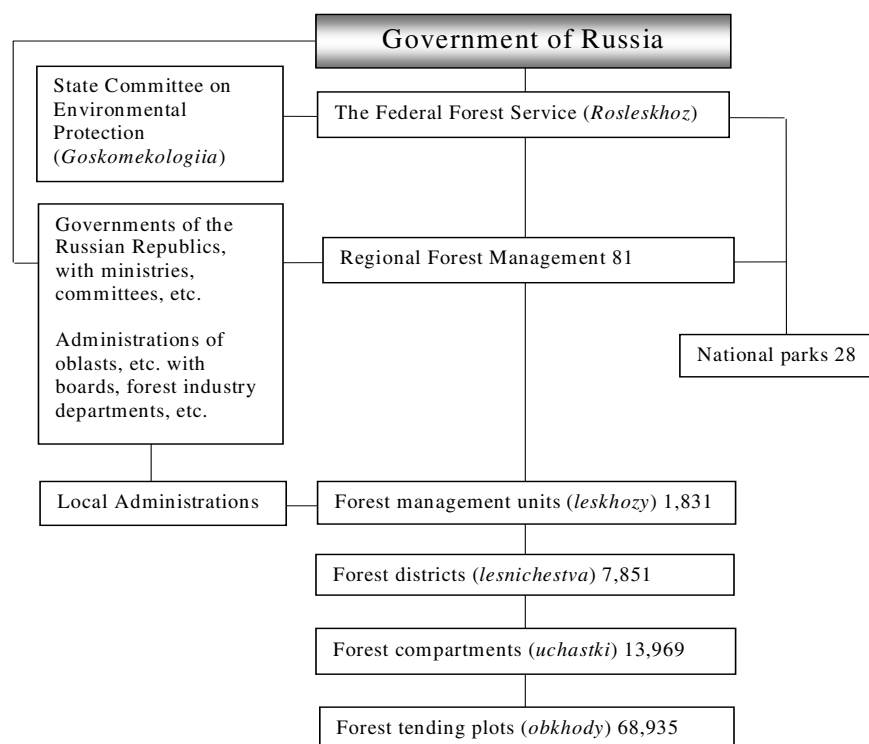 Government of Russia
State Committee on
Environmental
Protection
(Goskomekologiia)
The Federal Forest Service (Rosleskhoz)
Governments of the
Russian Republics,
with ministries,
committees, etc.
Administrations of
oblasts, etc. with
boards, forest industry
departments, etc.
Regional Forest Management 81
National parks 28
Local Administrations
Forest management units (leskhozy) 1,831
Forest districts (lesnichestva) 7,851
Forest compartments (uchastki) 13,969
Forest tending plots (obkhody) 68,935